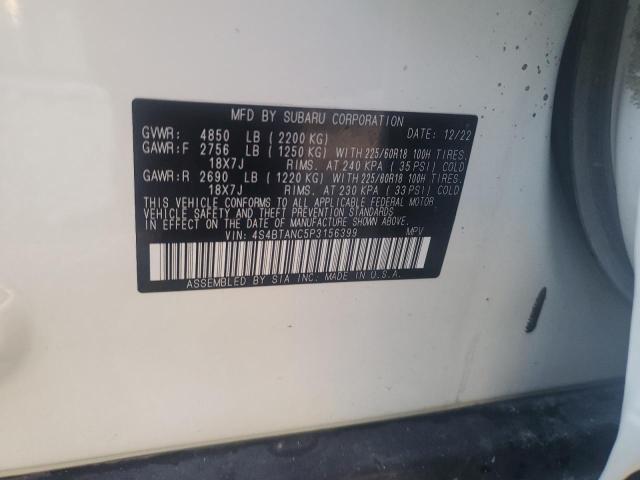 MFD BY SUBARU CORPORATION
GVWR: 4850 LB (2200 KG) DATE: 12/22
GAWR:F 2756 LB (1250 KG) WITH 225/60R18 100H TIRES
18X7J RIMS, AT 240 KPA (35 PSI) COLD
GAWR:R 2690 LB (1220 KG) WITH 225/60R18 100H TIRES
18X7J RIMS, AT 230 KPA (33 PSI) COLD
THIS VEHICLE CONFORMS TO ALL APPLICABLE FEDERAL MOTOR
VEHICLE SAFETY AND THEFT PREVENTION STANDARDS IN EFFECT
ON THE DATE OF MANUFACTURE SHOWN ABOVE.
VIN: 4S4BTANC5P3156399 MPV
ASSEMBLED BY SIA INC. MADE IN U.S.A.